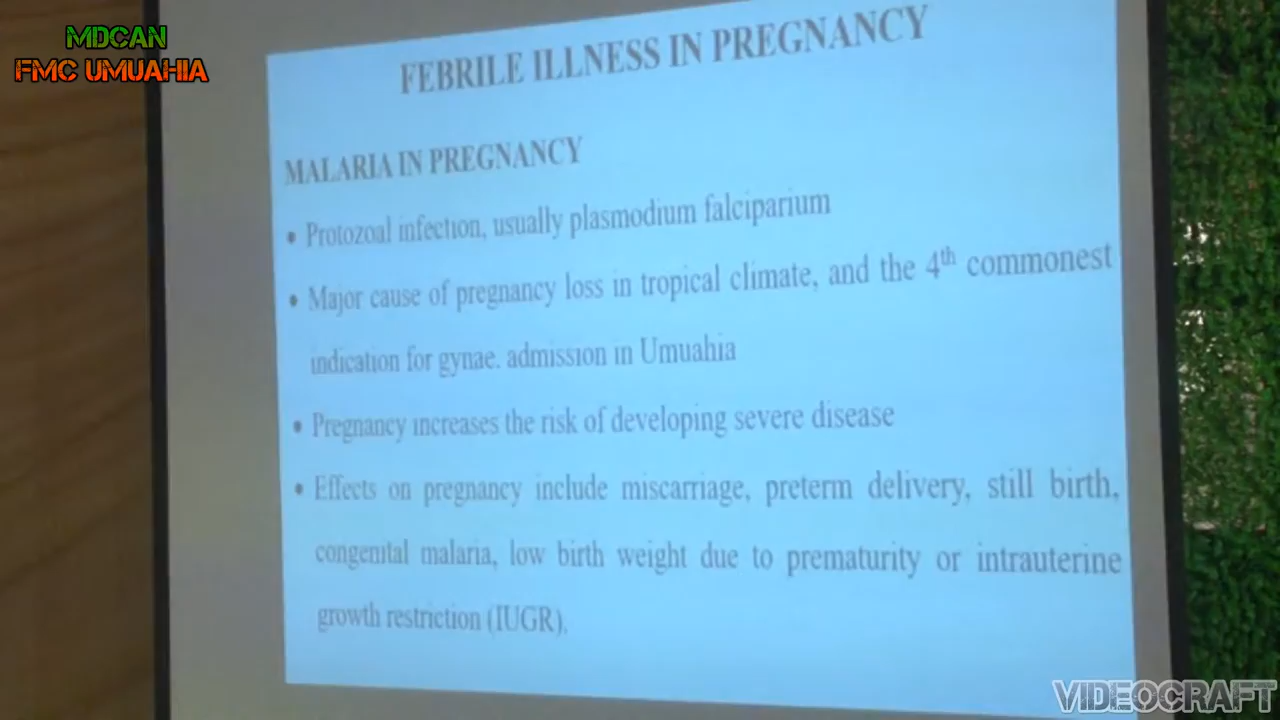 MDCAN
FMC UMUAHIA
FEBRILE ILLNESS IN PREGNANCY
MALARIA IN PREGNANCY
• Protozoal infection, usually plasmodium falciparium
• Major cause of pregnancy loss in tropical climate, and the 4th commonest
indication for gynae. admission in Umuahia
• Pregnancy increases the risk of developing severe disease
• Effects on pregnancy include miscarriage, preterm delivery, still birth,
congenital malaria, low birth weight due to prematurity or intrauterine
growth restriction (IUGR).
VIDEOCRAFT